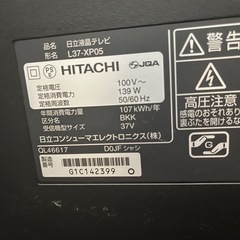 品名 日立液晶テレビ
形名 L37-XP05
HITACHI JQA
定格電圧 100V～
定格消費電力 139 W
定格周波数 50/60 Hz
年間消費電力量 107 kWh/年
区分名 BKK
受信機型サイズ 37V
日立コンシューマエレクトロニクス(株)
QL46617 D0JF シャシ
製造番号 G1C142399 O
警告
高圧注意